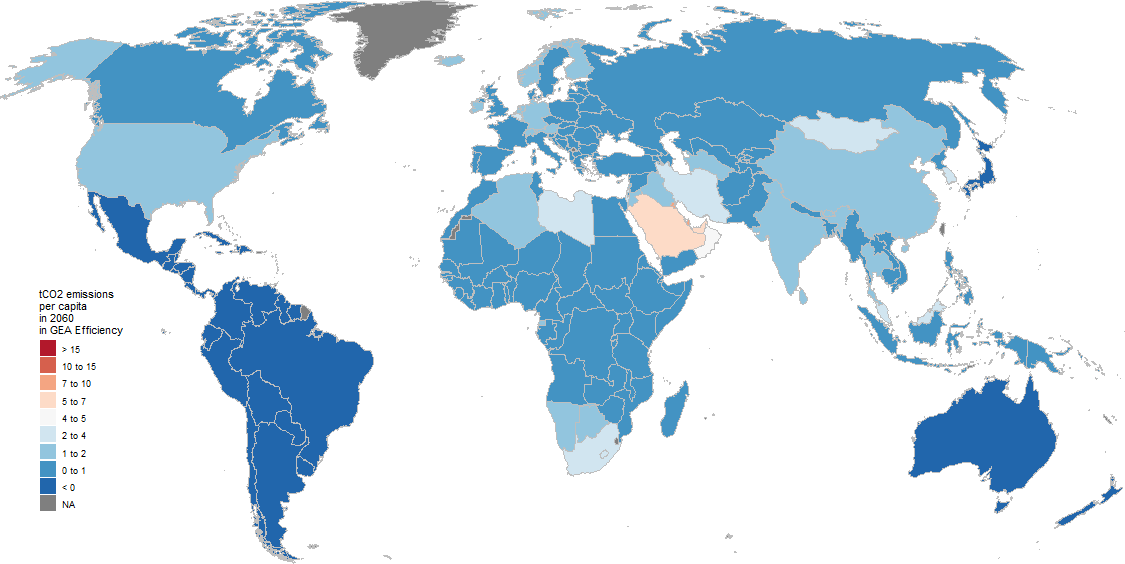 tCO2 emissions
per capita
in 2060
in GEA Efficiency
> 15
10 to 15
7 to 10
5 to 7
4 to 5
2 to 4
1 to 2
0 to 1
< 0
NA